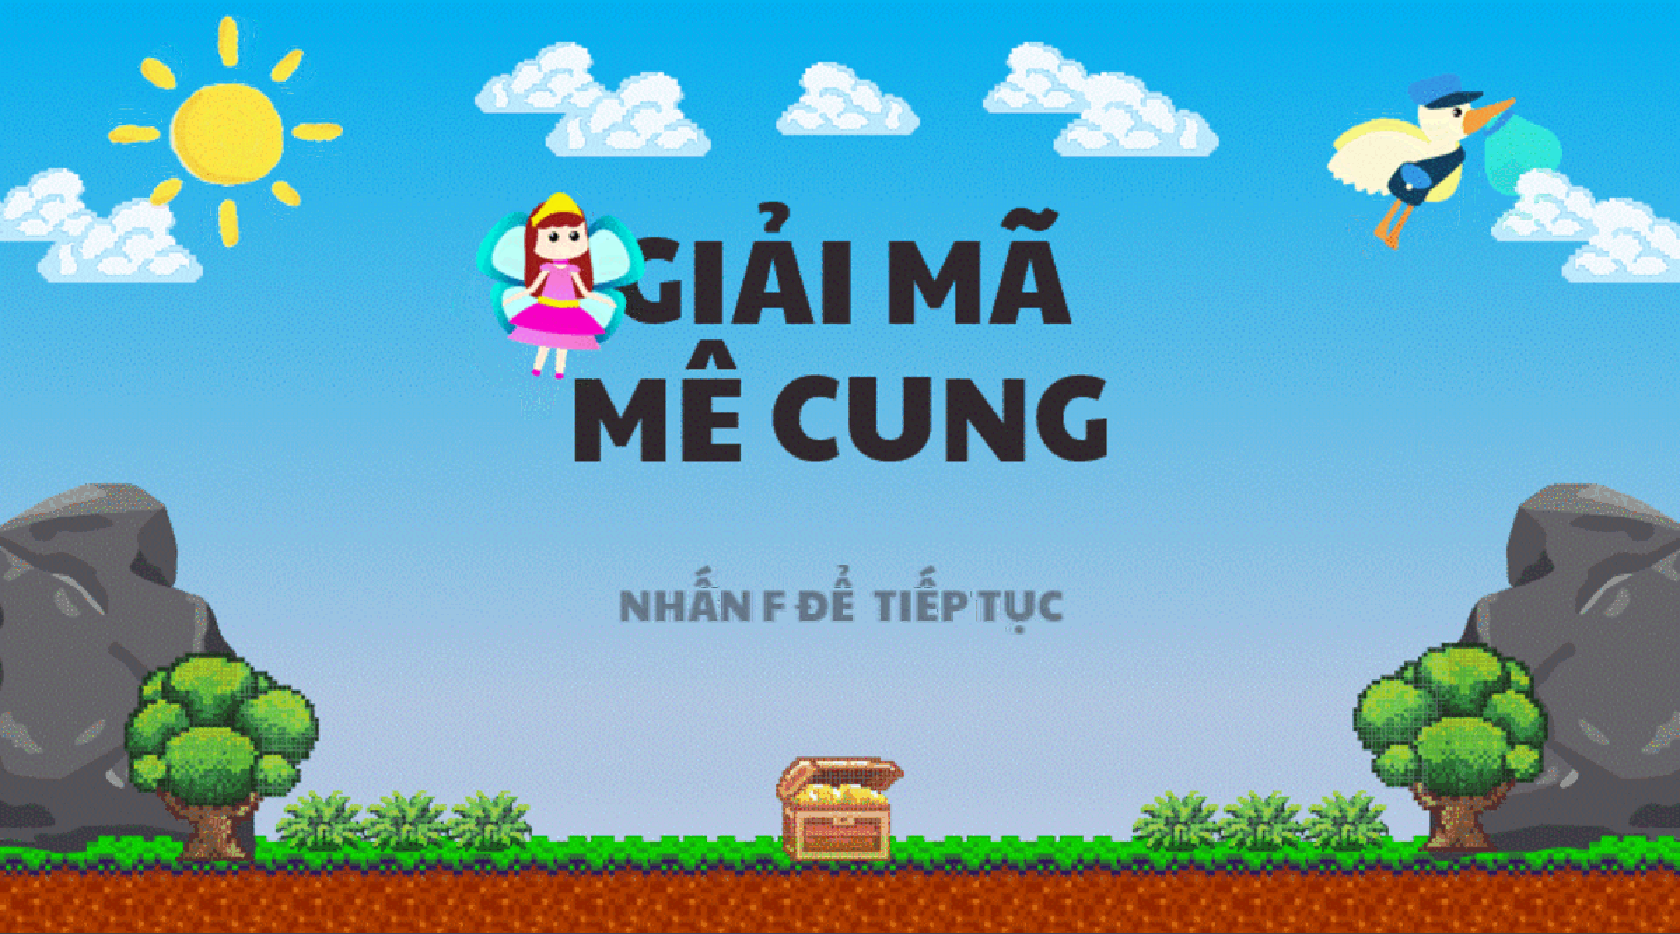 GIẢI MÃ
MÊ CUNG
NHẤN F ĐỂ TIẾP TỤC